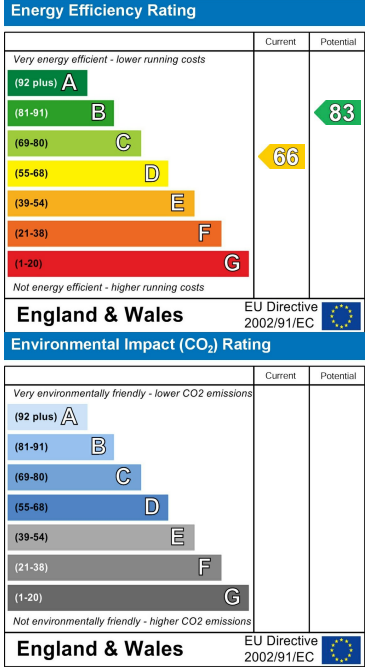 Energy Efficiency Rating
Current Potential
Very energy efficient - lower running costs
(92 plus) A
(81-91) B
83
(69-80) C
66
(55-68) D
(39-54) E
(21-38) F
(1-20) G
Not energy efficient - higher running costs
England & Wales
EU Directive
2002/91/EC
Environmental Impact (CO₂) Rating
Current Potential
Very environmentally friendly - lower CO2 emissions
(92 plus) A
(81-91) B
(69-80) C
(55-68) D
(39-54) E
(21-38) F
(1-20) G
Not environmentally friendly - higher CO2 emissions
England & Wales
EU Directive
2002/91/EC